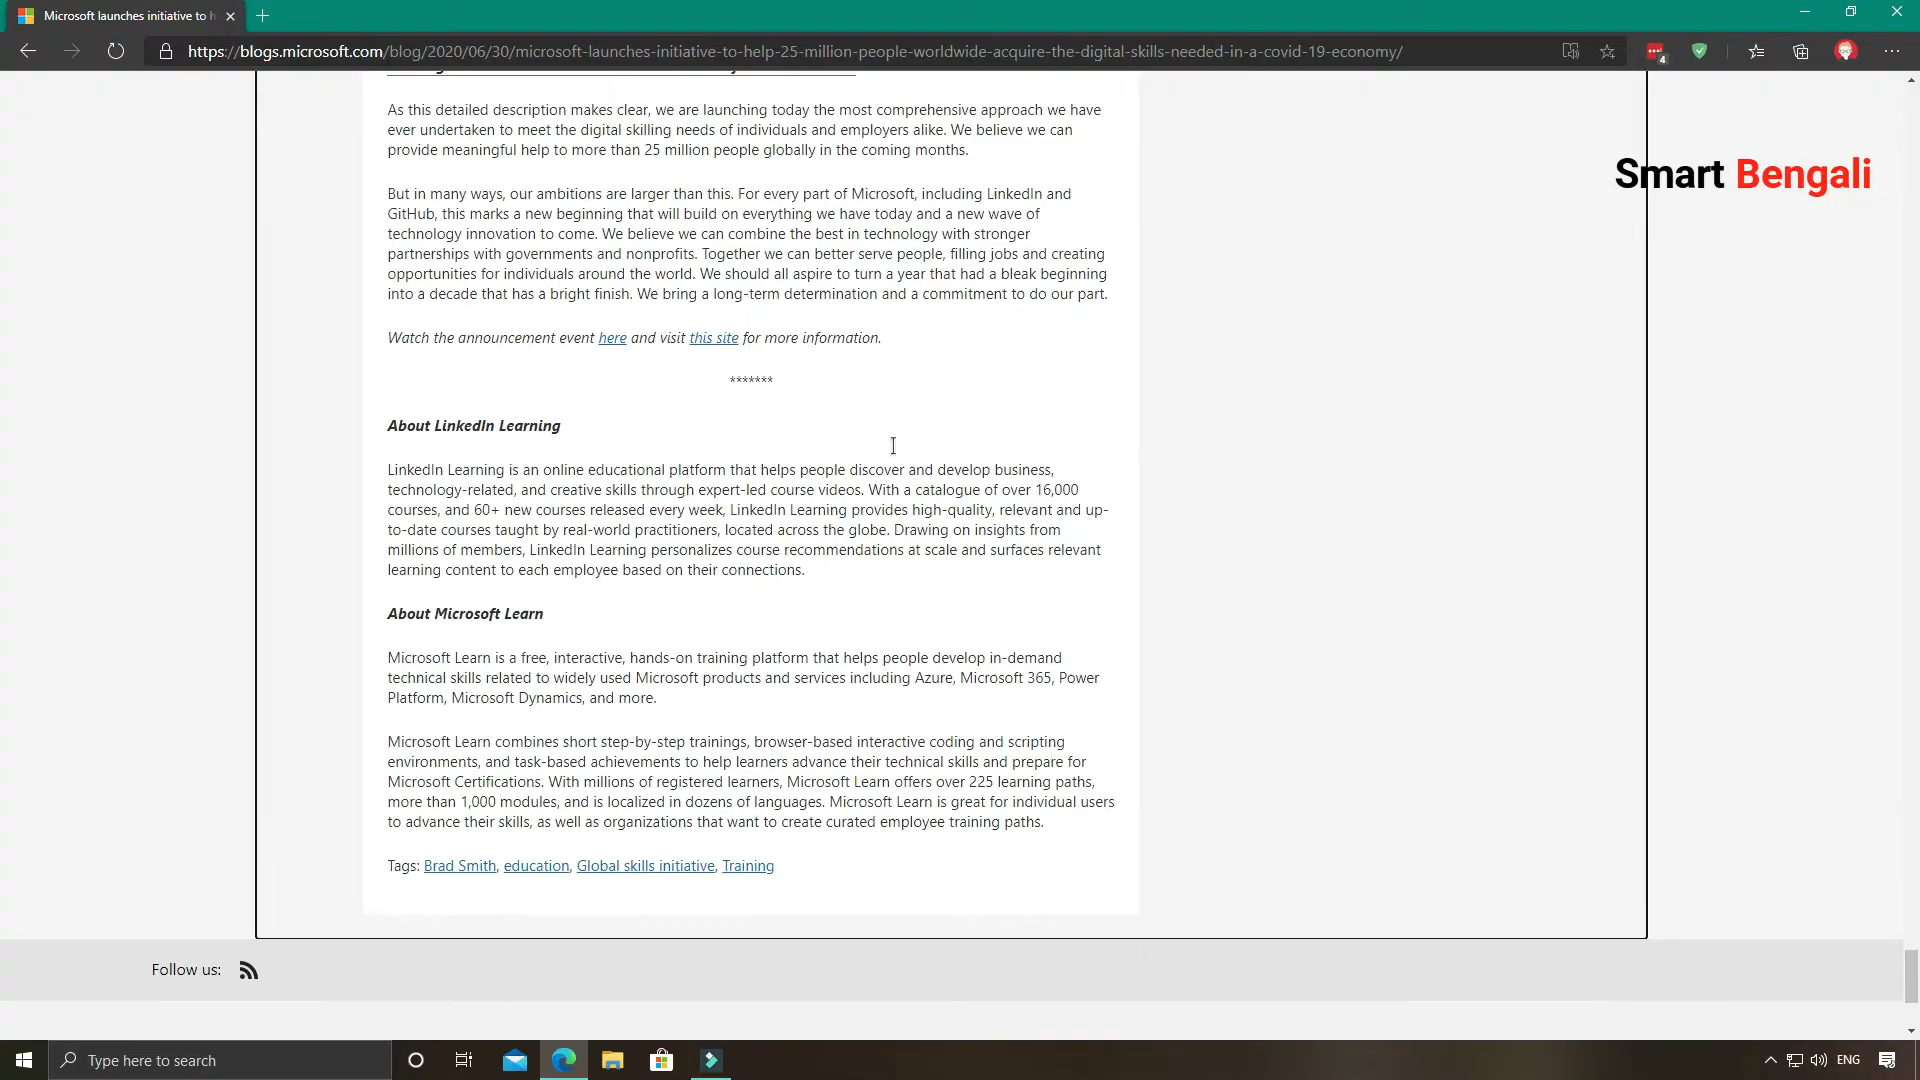 Microsoft launches initiative to h
https://blogs.microsoft.com/blog/2020/06/30/microsoft-launches-initiative-to-help-25-million-people-worldwide-acquire-the-digital-skills-needed-in-a-covid-19-economy/
4
As this detailed description makes clear, we are launching today the most comprehensive approach we have
ever undertaken to meet the digital skilling needs of individuals and employers alike. We believe we can
provide meaningful help to more than 25 million people globally in the coming months.
Smart Bengali
But in many ways, our ambitions are larger than this. For every part of Microsoft, including LinkedIn and
GitHub, this marks a new beginning that will build on everything we have today and a new wave of
technology innovation to come. We believe we can combine the best in technology with stronger
partnerships with governments and nonprofits. Together we can better serve people, filling jobs and creating
opportunities for individuals around the world. We should all aspire to turn a year that had a bleak beginning
into a decade that has a bright finish. We bring a long-term determination and a commitment to do our part.
Watch the announcement event here and visit this site for more information.
*******
About LinkedIn Learning
LinkedIn Learning is an online educational platform that helps people discover and develop business,
technology-related, and creative skills through expert-led course videos. With a catalogue of over 16,000
courses, and 60+ new courses released every week, LinkedIn Learning provides high-quality, relevant and up-
to-date courses taught by real-world practitioners, located across the globe. Drawing on insights from
millions of members, LinkedIn Learning personalizes course recommendations at scale and surfaces relevant
learning content to each employee based on their connections.
About Microsoft Learn
Microsoft Learn is a free, interactive, hands-on training platform that helps people develop in-demand
technical skills related to widely used Microsoft products and services including Azure, Microsoft 365, Power
Platform, Microsoft Dynamics, and more.
Microsoft Learn combines short step-by-step trainings, browser-based interactive coding and scripting
environments, and task-based achievements to help learners advance their technical skills and prepare for
Microsoft Certifications. With millions of registered learners, Microsoft Learn offers over 225 learning paths,
more than 1,000 modules, and is localized in dozens of languages. Microsoft Learn is great for individual users
to advance their skills, as well as organizations that want to create curated employee training paths.
Tags: Brad Smith, education, Global skills initiative, Training
Follow us:
Type here to search
ENG